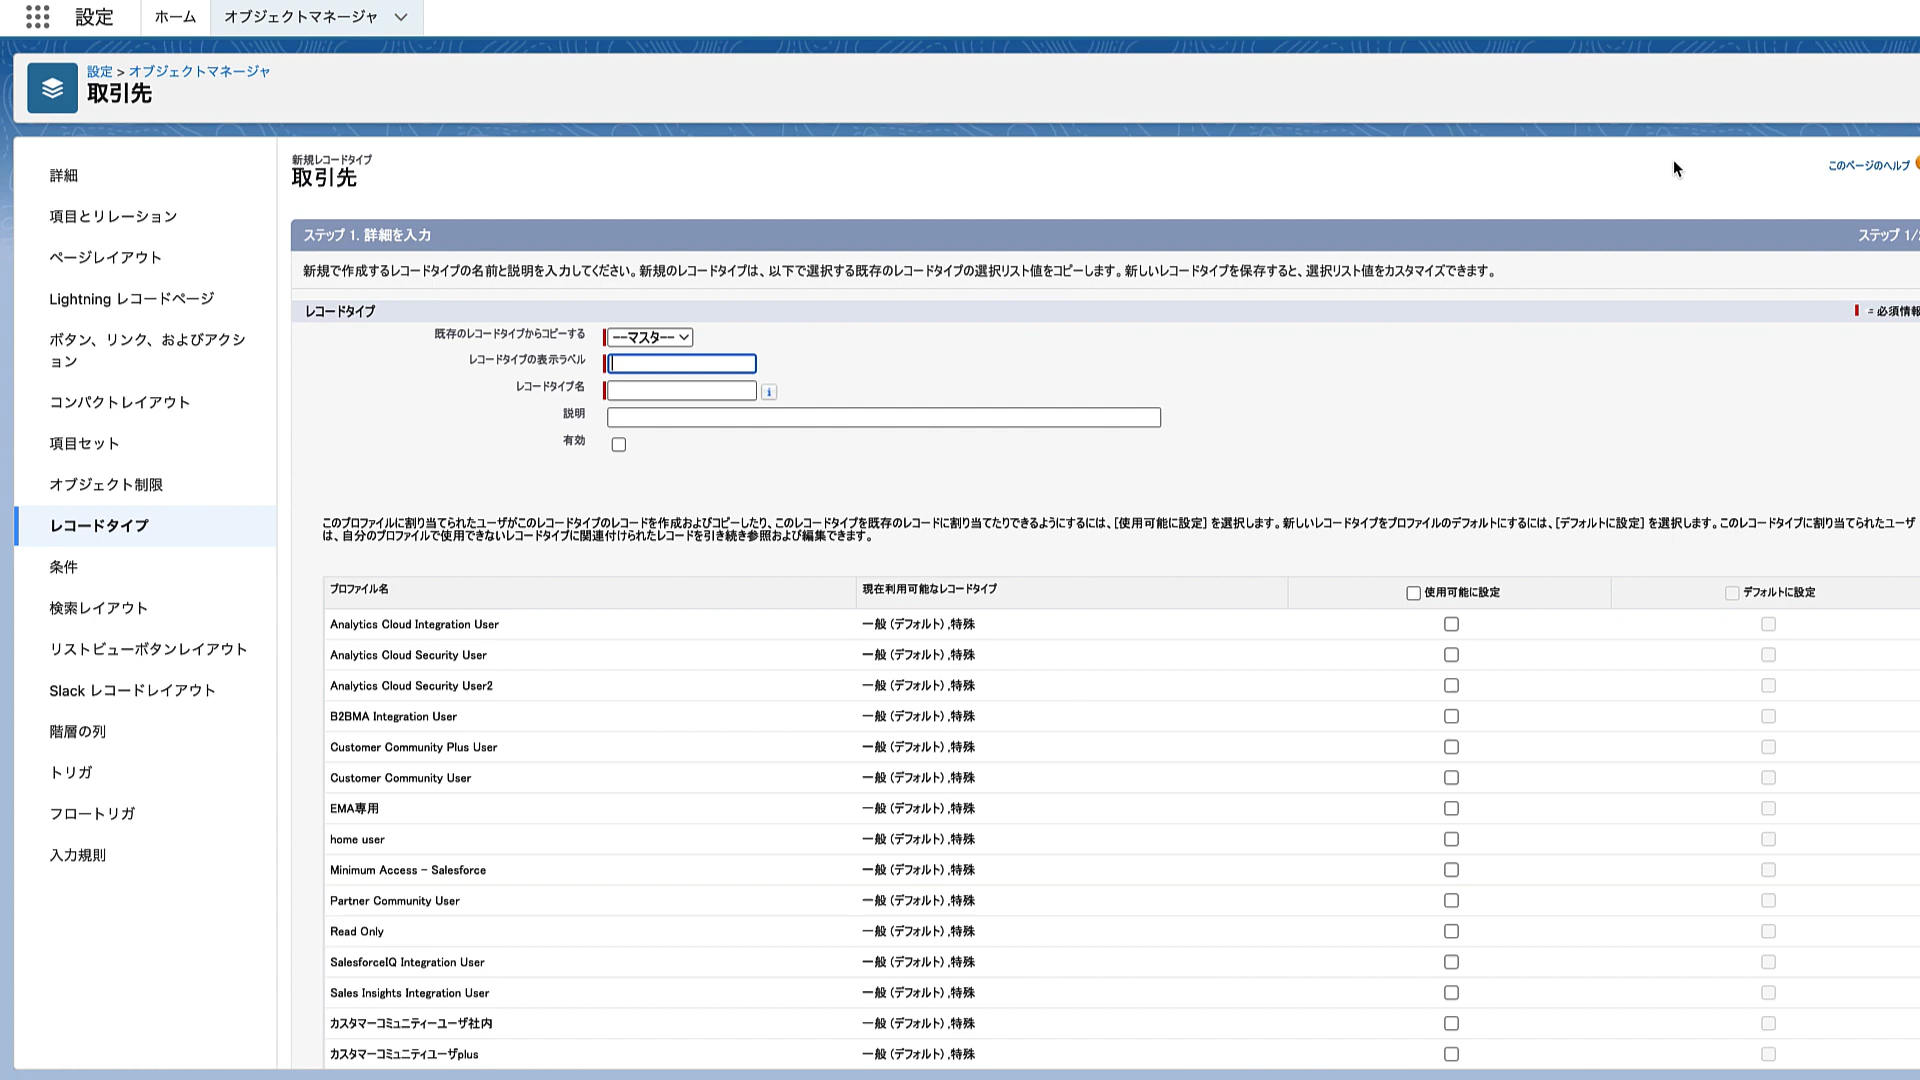 設定
ホーム
オブジェクトマネージャ
設定 > オブジェクトマネージャ
取引先
詳細
項目とリレーション
ページレイアウト
Lightning レコードページ
ボタン、リンク、およびアクシ
ョン
コンパクトレイアウト
項目セット
オブジェクト制限
レコードタイプ
条件
検索レイアウト
リストビューボタンレイアウト
Slack レコードレイアウト
階層の列
トリガ
フロートリガ
入力規則
新規レコードタイプ
取引先
このページのヘルプ
ステップ 1. 詳細を入力
ステップ 1/
新規で作成するレコードタイプの名前と説明を入力してください。新規のレコードタイプは、以下で選択する既存のレコードタイプの選択リスト値をコピーします。新しいレコードタイプを保存すると、選択リスト値をカスタマイズできます。
レコードタイプ
= 必須情報
既存のレコードタイプからコピーする
--マスター--
レコードタイプの表示ラベル
レコードタイプ名
i
説明
有効
このプロファイルに割り当てられたユーザがこのレコードタイプのレコードを作成およびコピーしたり、このレコードタイプを既存のレコードに割り当てたりできるようにするには、[使用可能に設定] を選択します。新しいレコードタイプをプロファイルのデフォルトにするには、[デフォルトに設定] を選択します。このレコードタイプに割り当てられたユーザ
は、自分のプロファイルで使用できないレコードタイプに関連付けられたレコードを引き続き参照および編集できます。
プロファイル名 現在利用可能なレコードタイプ 使用可能に設定 デフォルトに設定
Analytics Cloud Integration User 一般 (デフォルト) ,特殊
Analytics Cloud Security User 一般 (デフォルト) ,特殊
Analytics Cloud Security User2 一般 (デフォルト) ,特殊
B2BMA Integration User 一般 (デフォルト) ,特殊
Customer Community Plus User 一般 (デフォルト) ,特殊
Customer Community User 一般 (デフォルト) ,特殊
EMA専用 一般 (デフォルト) ,特殊
home user 一般 (デフォルト) ,特殊
Minimum Access - Salesforce 一般 (デフォルト) ,特殊
Partner Community User 一般 (デフォルト) ,特殊
Read Only 一般 (デフォルト) ,特殊
SalesforceIQ Integration User 一般 (デフォルト) ,特殊
Sales Insights Integration User 一般 (デフォルト) ,特殊
カスタマーコミュニティーユーザ社内 一般 (デフォルト) ,特殊
カスタマーコミュニティユーザplus 一般 (デフォルト) ,特殊